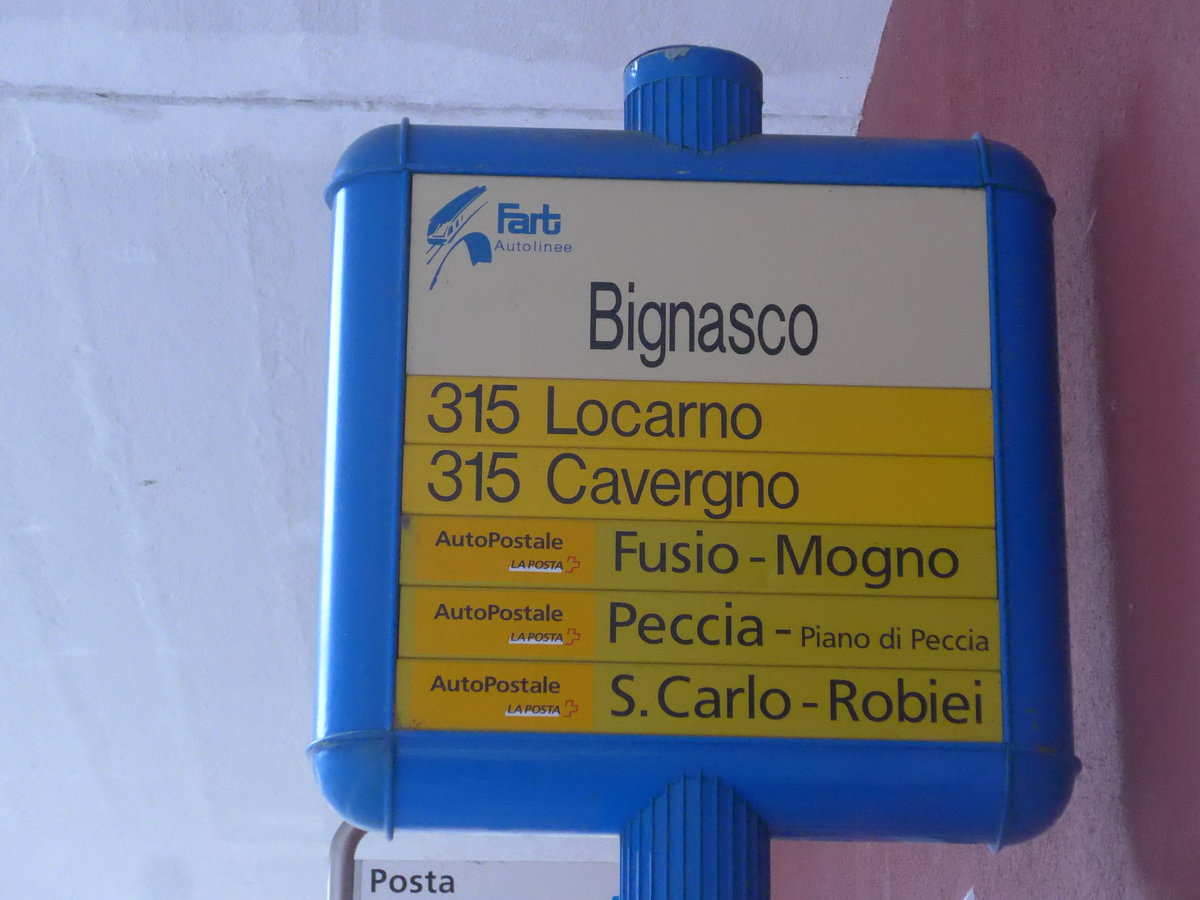 Fart
Autolinee
Bignasco
315 Locarno
315 Cavergno
AutoPostale
LA POSTA
Fusio - Mogno
AutoPostale
LA POSTA
Peccia - Piano di Peccia
AutoPostale
LA POSTA
S. Carlo - Robiei
Posta